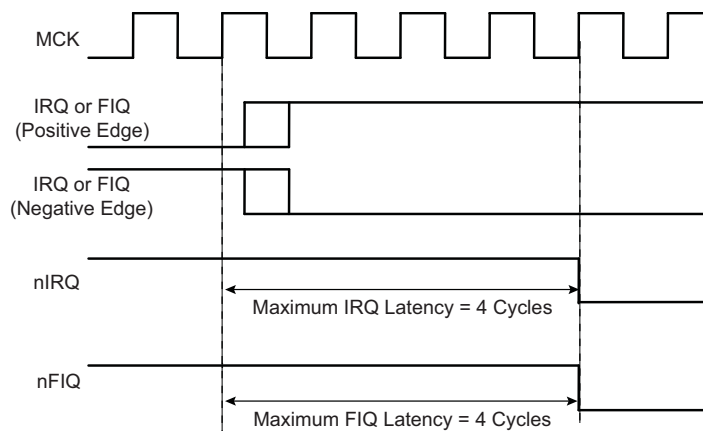 MCK
IRQ or FIQ
(Positive Edge)
IRQ or FIQ
(Negative Edge)
nIRQ
Maximum IRQ Latency = 4 Cycles
nFIQ
Maximum FIQ Latency = 4 Cycles